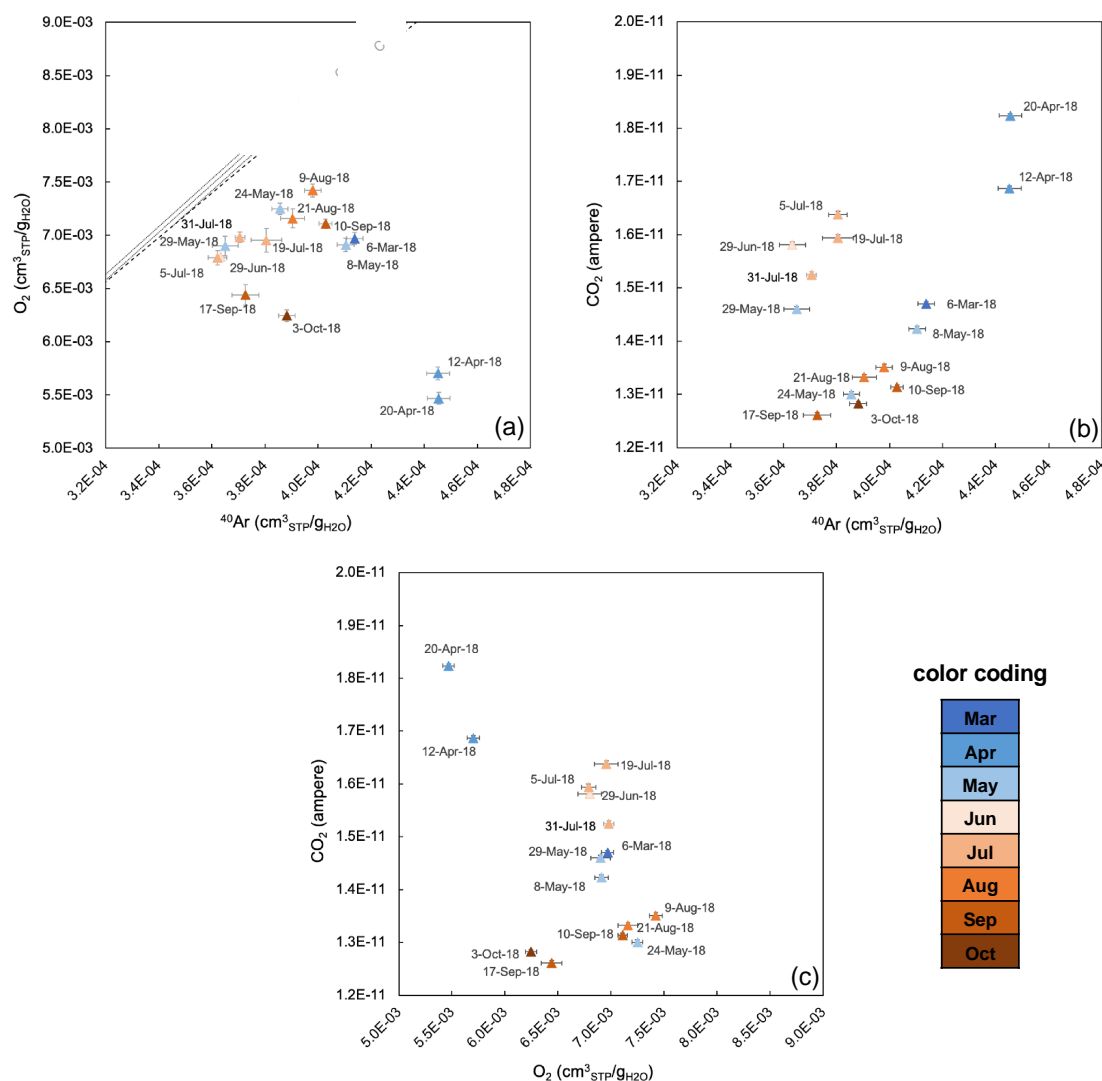 9.0E-03
8.5E-03
8.0E-03
7.5E-03
7.0E-03
6.5E-03
6.0E-03
5.5E-03
5.0E-03
O2 (cm3STP/gH2O)
9-Aug-18
24-May-18
21-Aug-18
31-Jul-18
10-Sep-18
29-May-18
19-Jul-18
6-Mar-18
5-Jul-18
29-Jun-18
8-May-18
17-Sep-18
3-Oct-18
12-Apr-18
20-Apr-18
(a)
3.2E-04
3.4E-04
3.6E-04
3.8E-04
4.0E-04
4.2E-04
4.4E-04
4.6E-04
4.8E-04
40Ar (cm3STP/gH2O)
2.0E-11
1.9E-11
1.8E-11
1.7E-11
1.6E-11
1.5E-11
1.4E-11
1.3E-11
1.2E-11
CO2 (ampere)
20-Apr-18
12-Apr-18
5-Jul-18
19-Jul-18
29-Jun-18
31-Jul-18
29-May-18
6-Mar-18
8-May-18
9-Aug-18
21-Aug-18
10-Sep-18
24-May-18
17-Sep-18
3-Oct-18
(b)
3.2E-04
3.4E-04
3.6E-04
3.8E-04
4.0E-04
4.2E-04
4.4E-04
4.6E-04
4.8E-04
40Ar (cm3STP/gH2O)
2.0E-11
1.9E-11
1.8E-11
1.7E-11
1.6E-11
1.5E-11
1.4E-11
1.3E-11
1.2E-11
CO2 (ampere)
20-Apr-18
12-Apr-18
19-Jul-18
5-Jul-18
29-Jun-18
31-Jul-18
6-Mar-18
29-May-18
8-May-18
9-Aug-18
21-Aug-18
10-Sep-18
24-May-18
3-Oct-18
17-Sep-18
(c)
5.0E-03
5.5E-03
6.0E-03
6.5E-03
7.0E-03
7.5E-03
8.0E-03
8.5E-03
9.0E-03
O2 (cm3STP/gH2O)
color coding
Mar
Apr
May
Jun
Jul
Aug
Sep
Oct